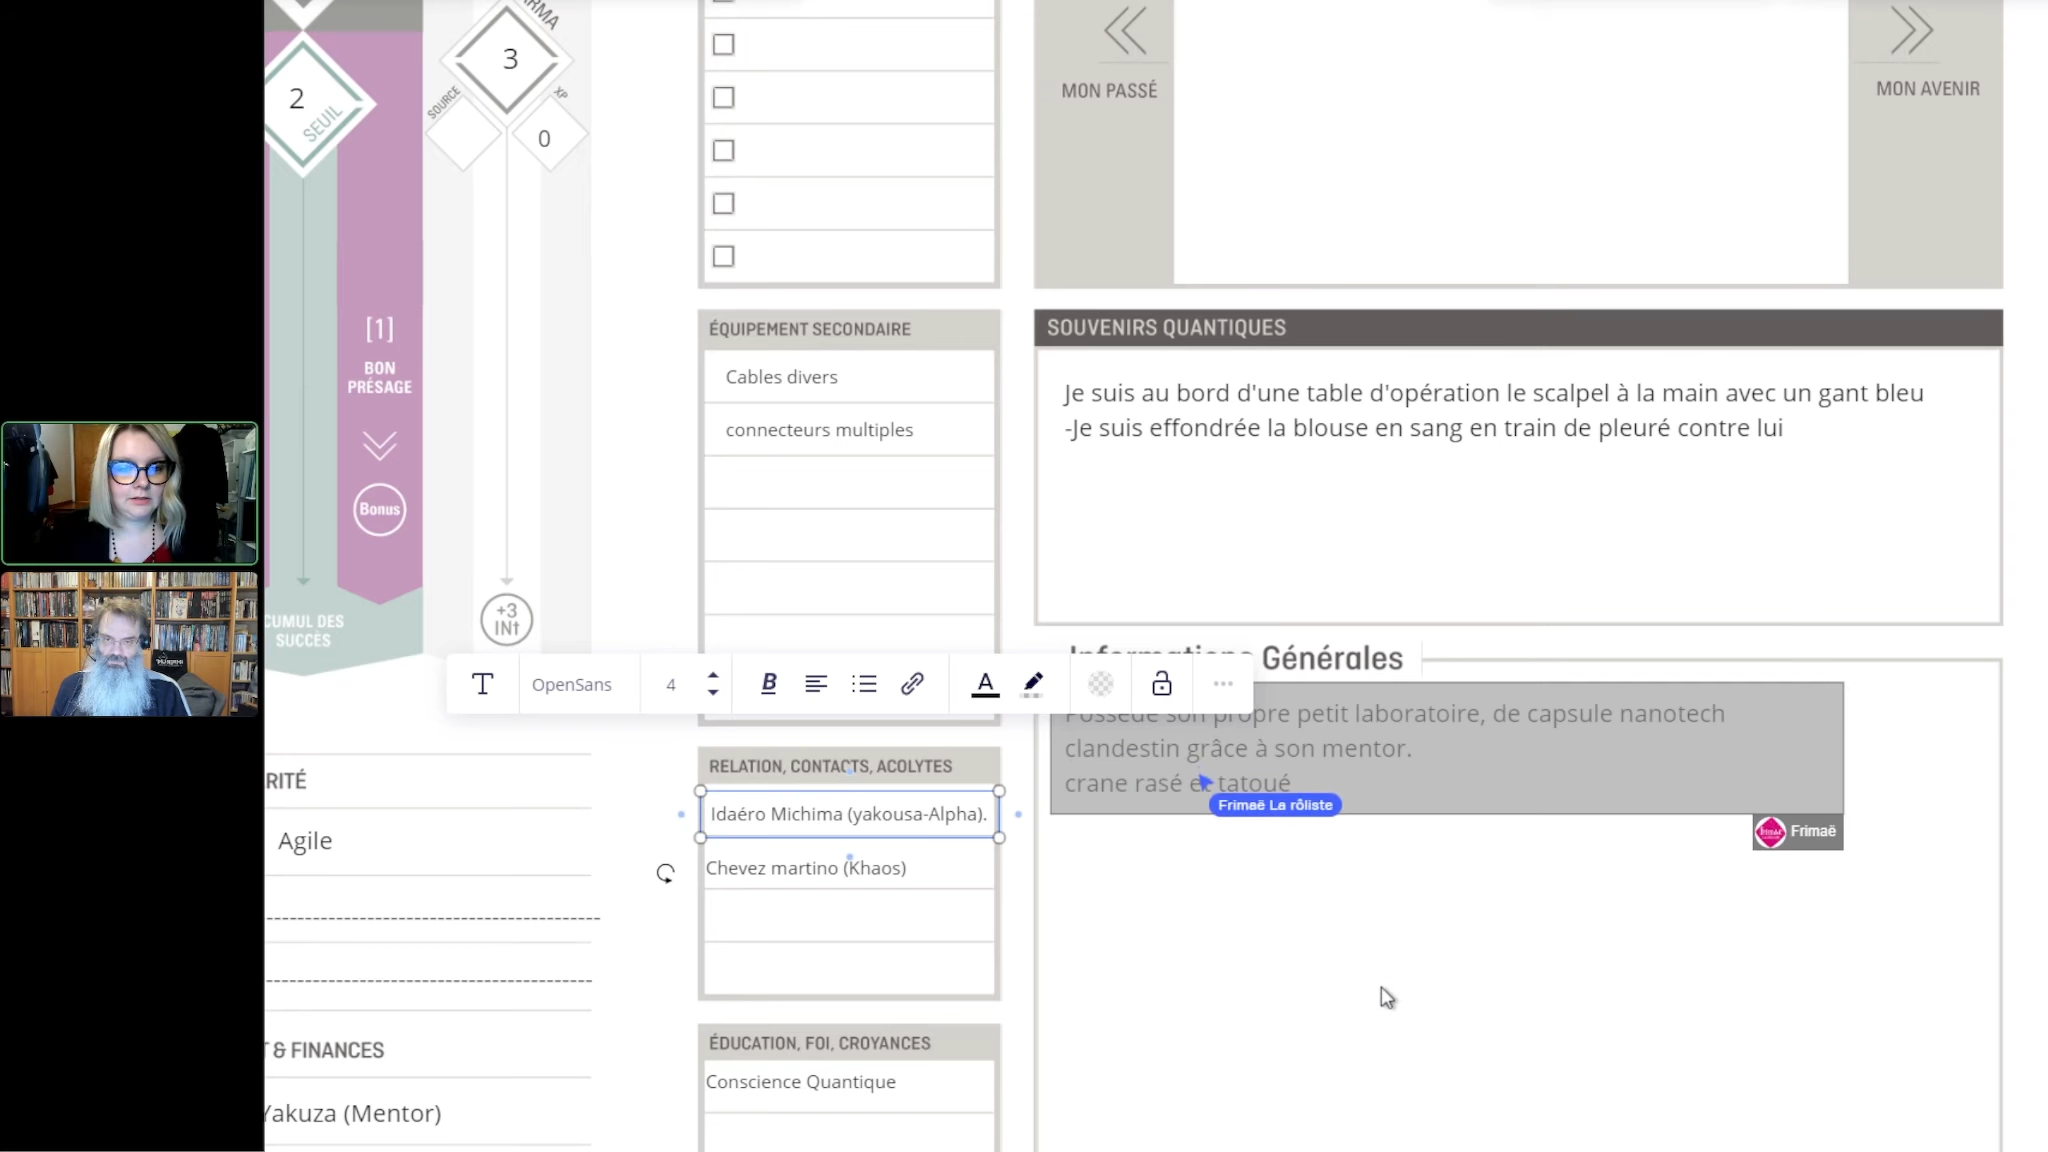 2
SEUIL
3
SOURCE
XP
0
[1]
BON
PRÉSAGE
Bonus
CUMUL DES
SUCCÈS
+3
INt
RITÉ
Agile
& FINANCES
Yakuza (Mentor)
ÉQUIPEMENT SECONDAIRE
Cables divers
connecteurs multiples
T OpenSans 4 B A
RELATION, CONTACTS, ACOLYTES
Idaéro Michima (yakousa-Alpha).
Chevez martino (Khaos)
ÉDUCATION, FOI, CROYANCES
Conscience Quantique
MON PASSÉ
MON AVENIR
SOUVENIRS QUANTIQUES
Je suis au bord d'une table d'opération le scalpel à la main avec un gant bleu
-Je suis effondrée la blouse en sang en train de pleuré contre lui
Informations Générales
Possède son propre petit laboratoire, de capsule nanotech
clandestin grâce à son mentor.
crane rasé et tatoué
Frimaë La rôliste
Frimaë